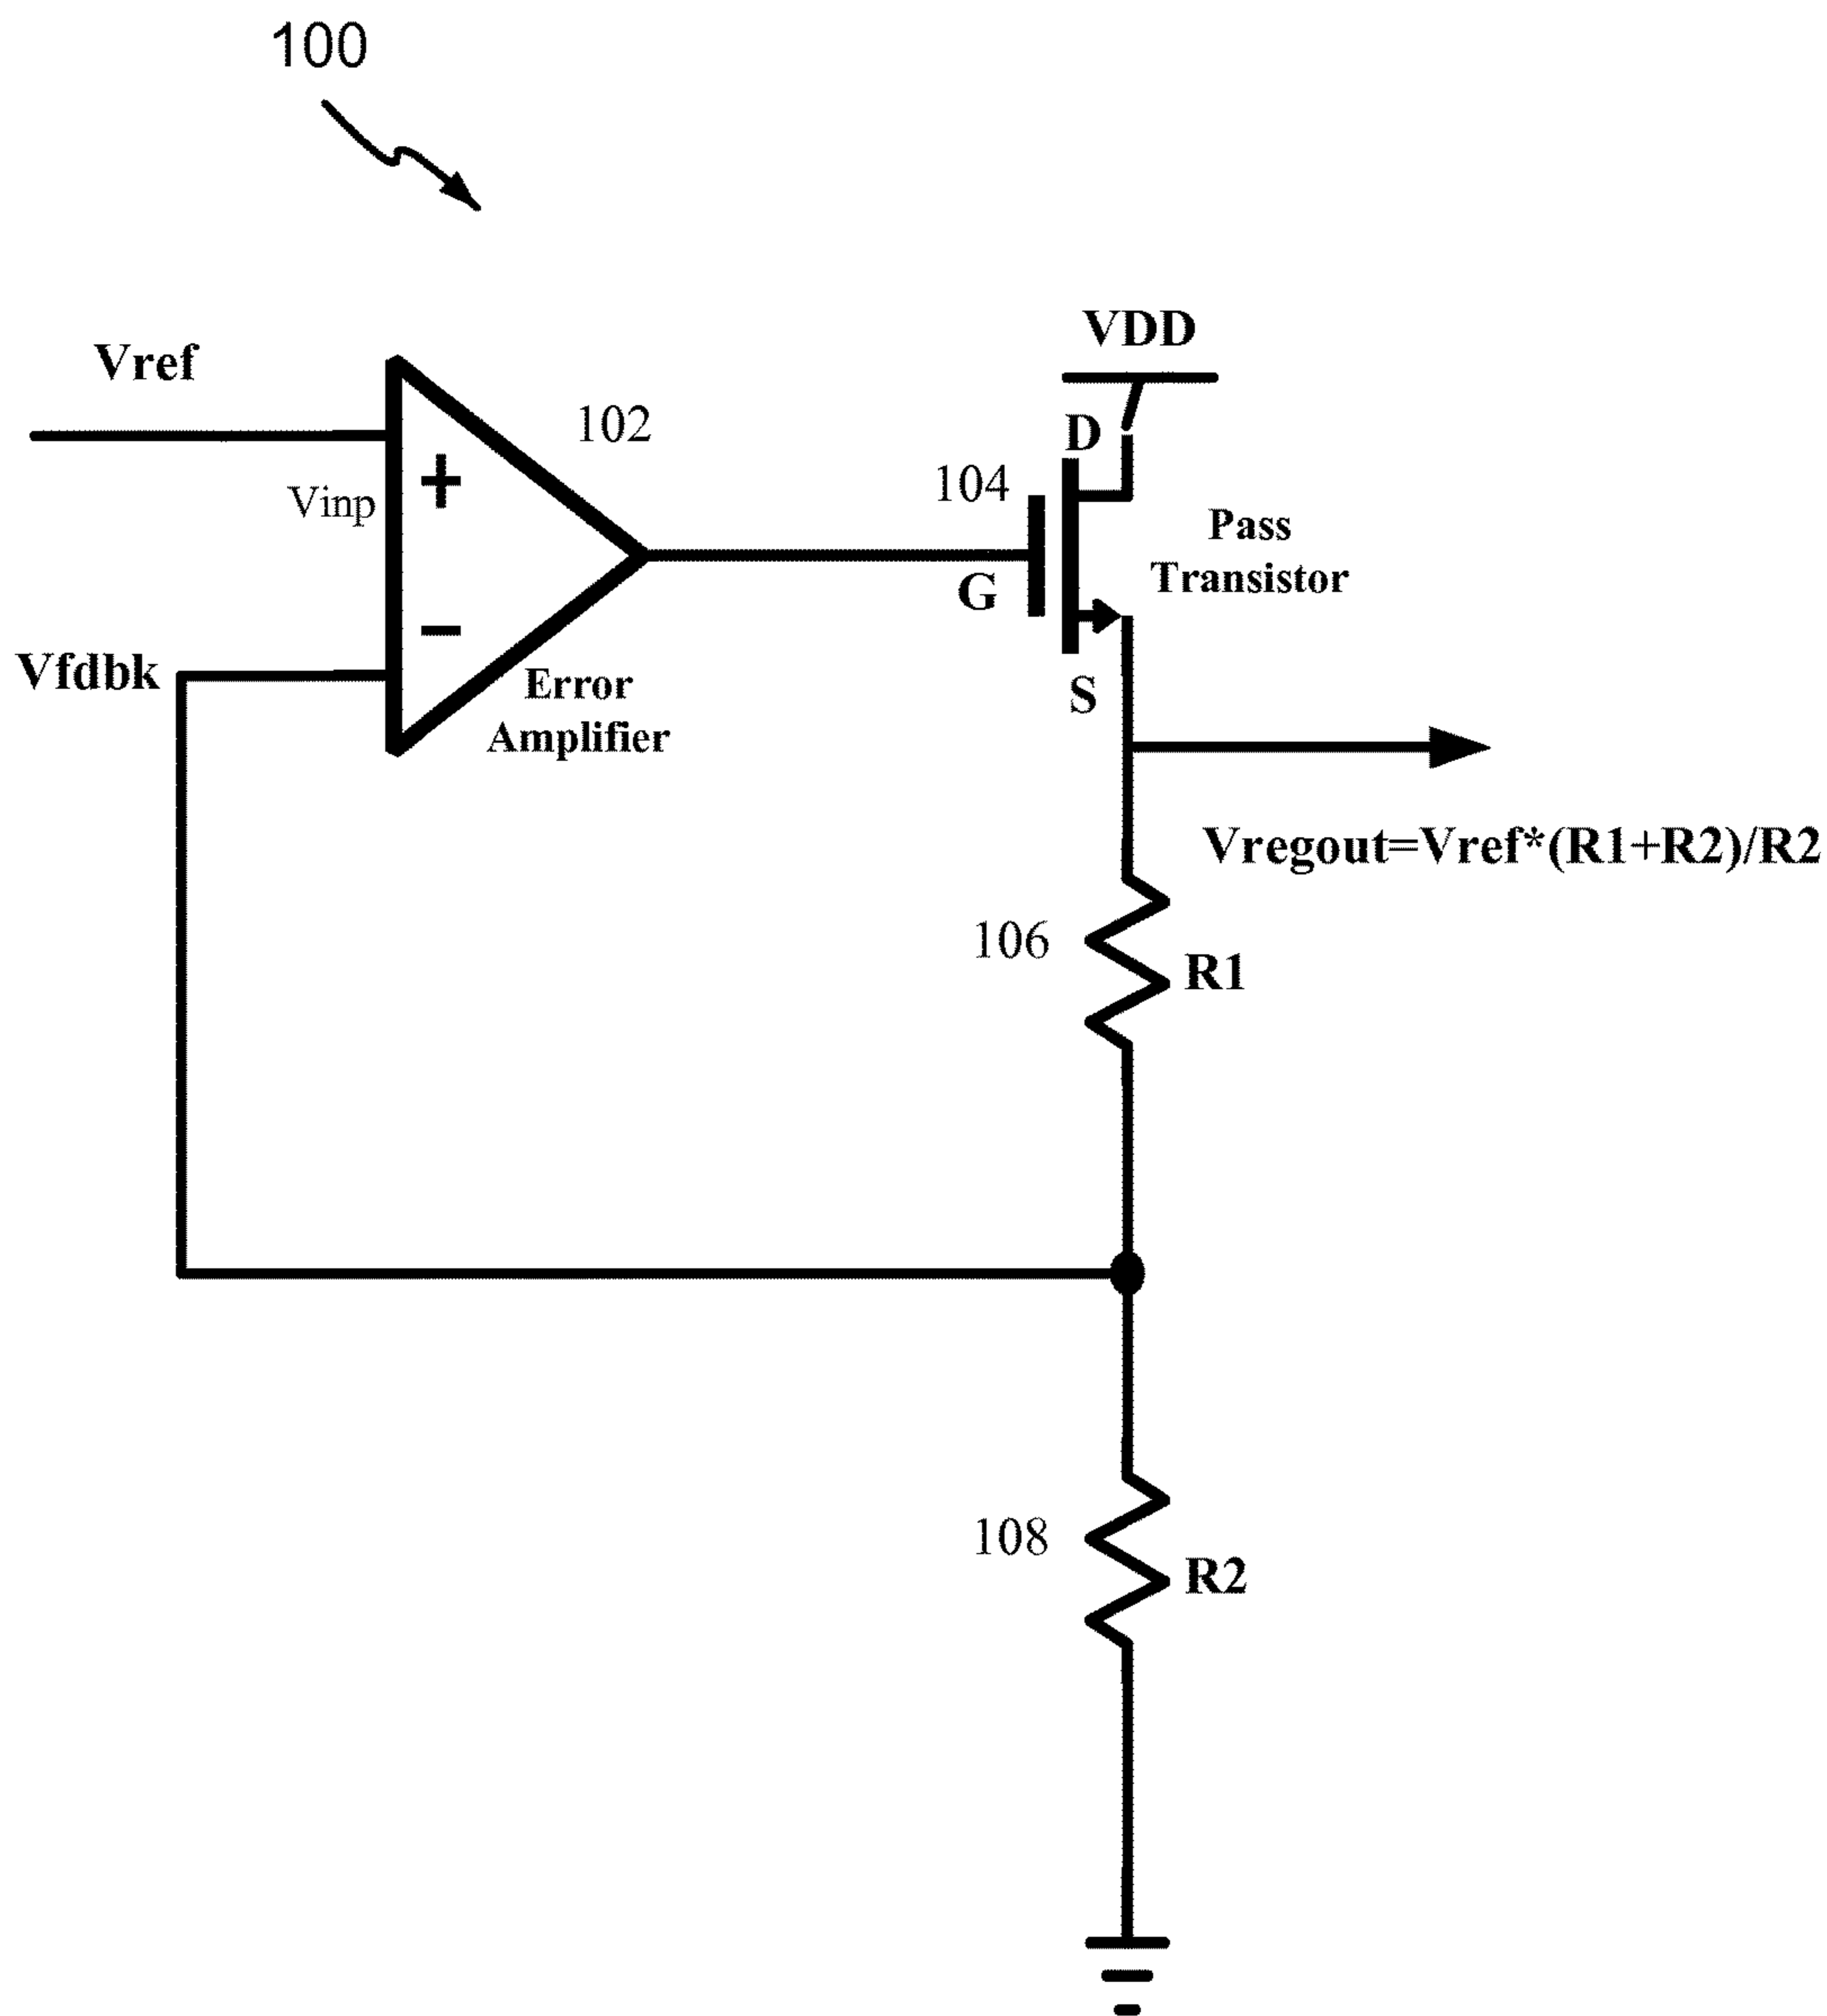 100
VDD
Vref
102
D
104
Vinp
+
Pass
Transistor
G
−
Vfdbk
Error
Amplifier
S
Vregout=Vref*(R1+R2)/R2
106
R1
108
R2